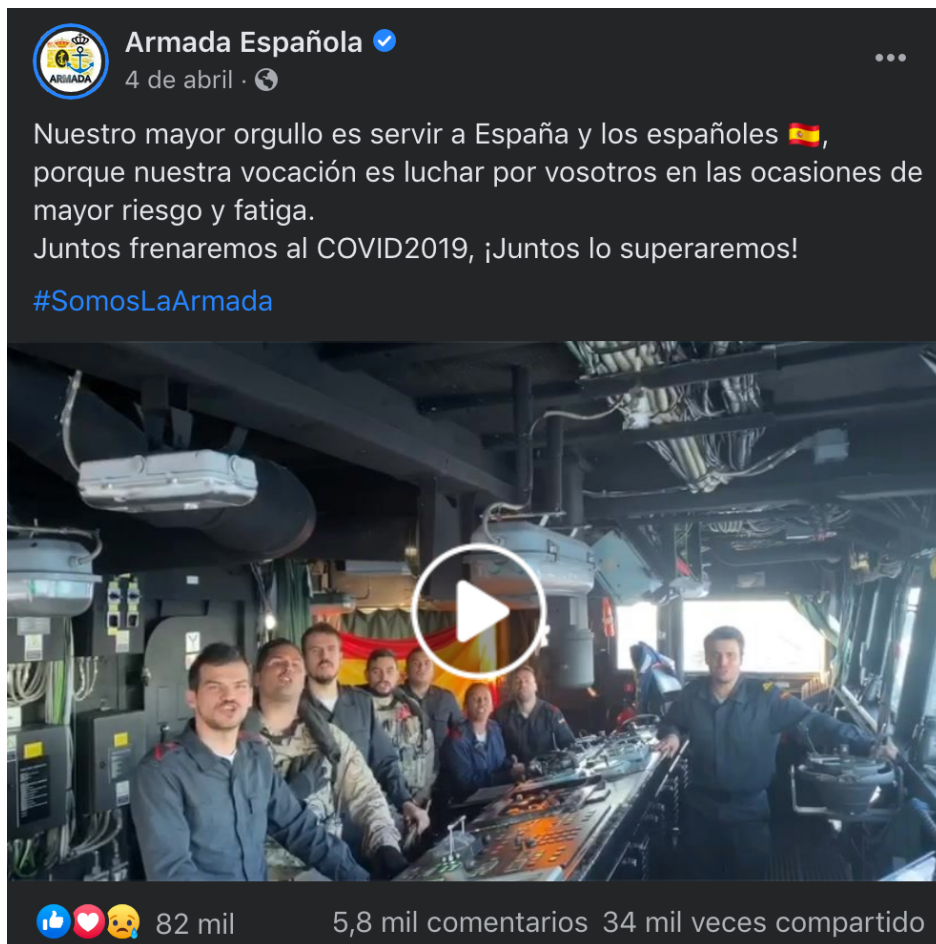 Armada Española
4 de abril ·
Nuestro mayor orgullo es servir a España y los españoles 🇪🇸,
porque nuestra vocación es luchar por vosotros en las ocasiones de
mayor riesgo y fatiga.
Juntos frenaremos al COVID2019, ¡Juntos lo superaremos!
#SomosLaArmada
ARMADA
82 mil
5,8 mil comentarios 34 mil veces compartido